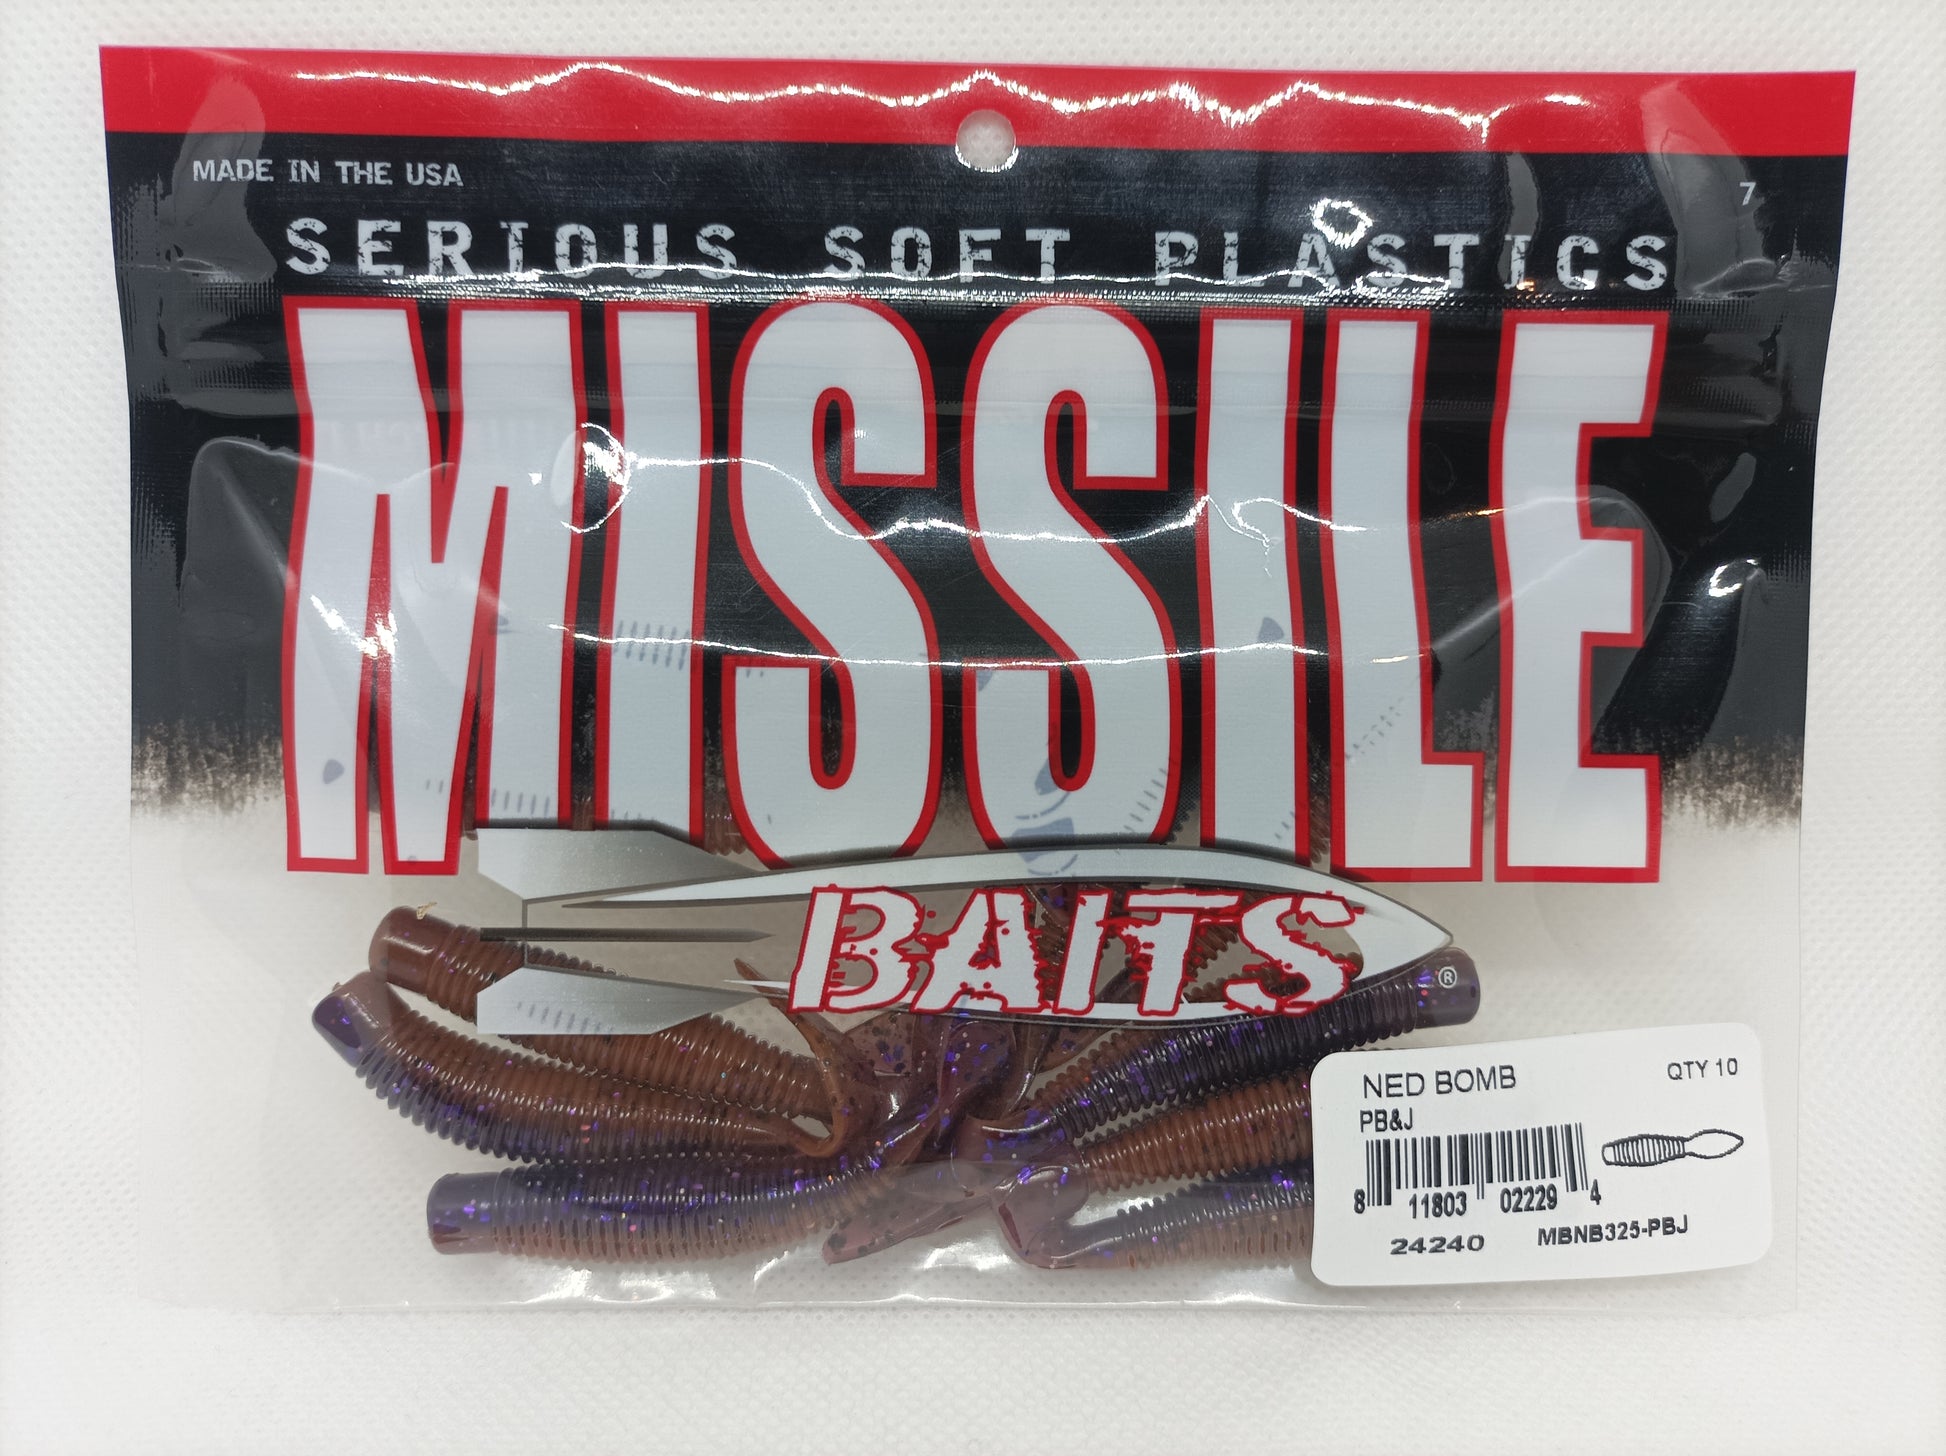 MADE IN THE USA
7
SERIOUS SOFT PLASTICS
MISSILE
BAITS
®
NED BOMB QTY 10
PB&J
8 11803 02229 4
24240 MBNB325-PBJ